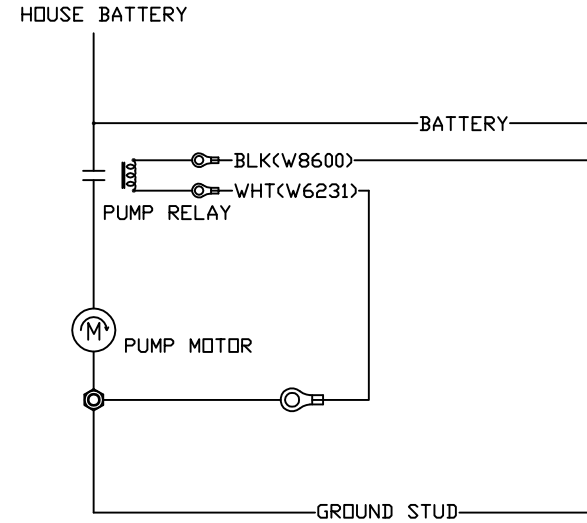 HOUSE BATTERY
BATTERY
BLK(W8600)
WHT(W6231)
PUMP RELAY
M
PUMP MOTOR
GROUND STUD